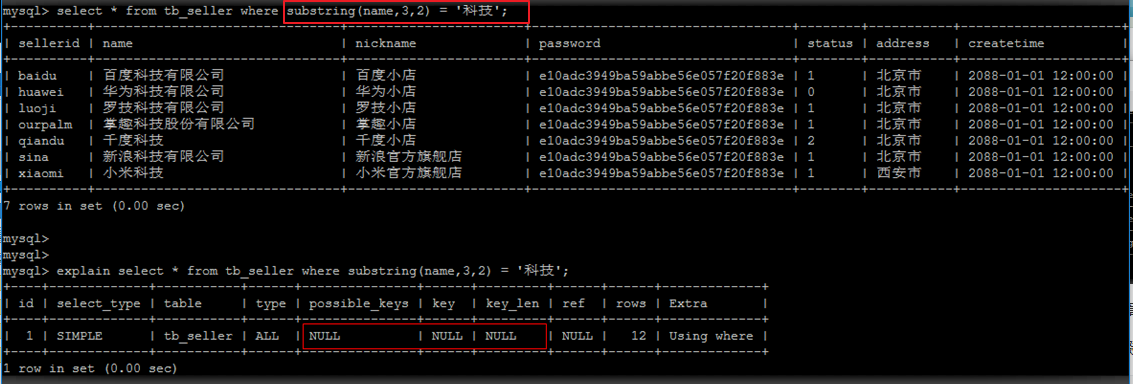 mysql> select * from tb_seller where substring(name,3,2) = '科技';
| sellerid | name | nickname | password | status | address | createtime |
| baidu | 百度科技有限公司 | 百度小店 | e10adc3949ba59abbe56e057f20f883e | 1 | 北京市 | 2088-01-01 12:00:00 |
| huawei | 华为科技有限公司 | 华为小店 | e10adc3949ba59abbe56e057f20f883e | 0 | 北京市 | 2088-01-01 12:00:00 |
| luoji | 罗技科技有限公司 | 罗技小店 | e10adc3949ba59abbe56e057f20f883e | 1 | 北京市 | 2088-01-01 12:00:00 |
| ourpalm | 掌趣科技股份有限公司 | 掌趣小店 | e10adc3949ba59abbe56e057f20f883e | 1 | 北京市 | 2088-01-01 12:00:00 |
| qiandu | 千度科技 | 千度小店 | e10adc3949ba59abbe56e057f20f883e | 2 | 北京市 | 2088-01-01 12:00:00 |
| sina | 新浪科技有限公司 | 新浪官方旗舰店 | e10adc3949ba59abbe56e057f20f883e | 1 | 北京市 | 2088-01-01 12:00:00 |
| xiaomi | 小米科技 | 小米官方旗舰店 | e10adc3949ba59abbe56e057f20f883e | 1 | 西安市 | 2088-01-01 12:00:00 |
7 rows in set (0.00 sec)
mysql>
mysql>
mysql> explain select * from tb_seller where substring(name,3,2) = '科技';
| id | select_type | table | type | possible_keys | key | key_len | ref | rows | Extra |
| 1 | SIMPLE | tb_seller | ALL | NULL | NULL | NULL | NULL | 12 | Using where |
1 row in set (0.00 sec)